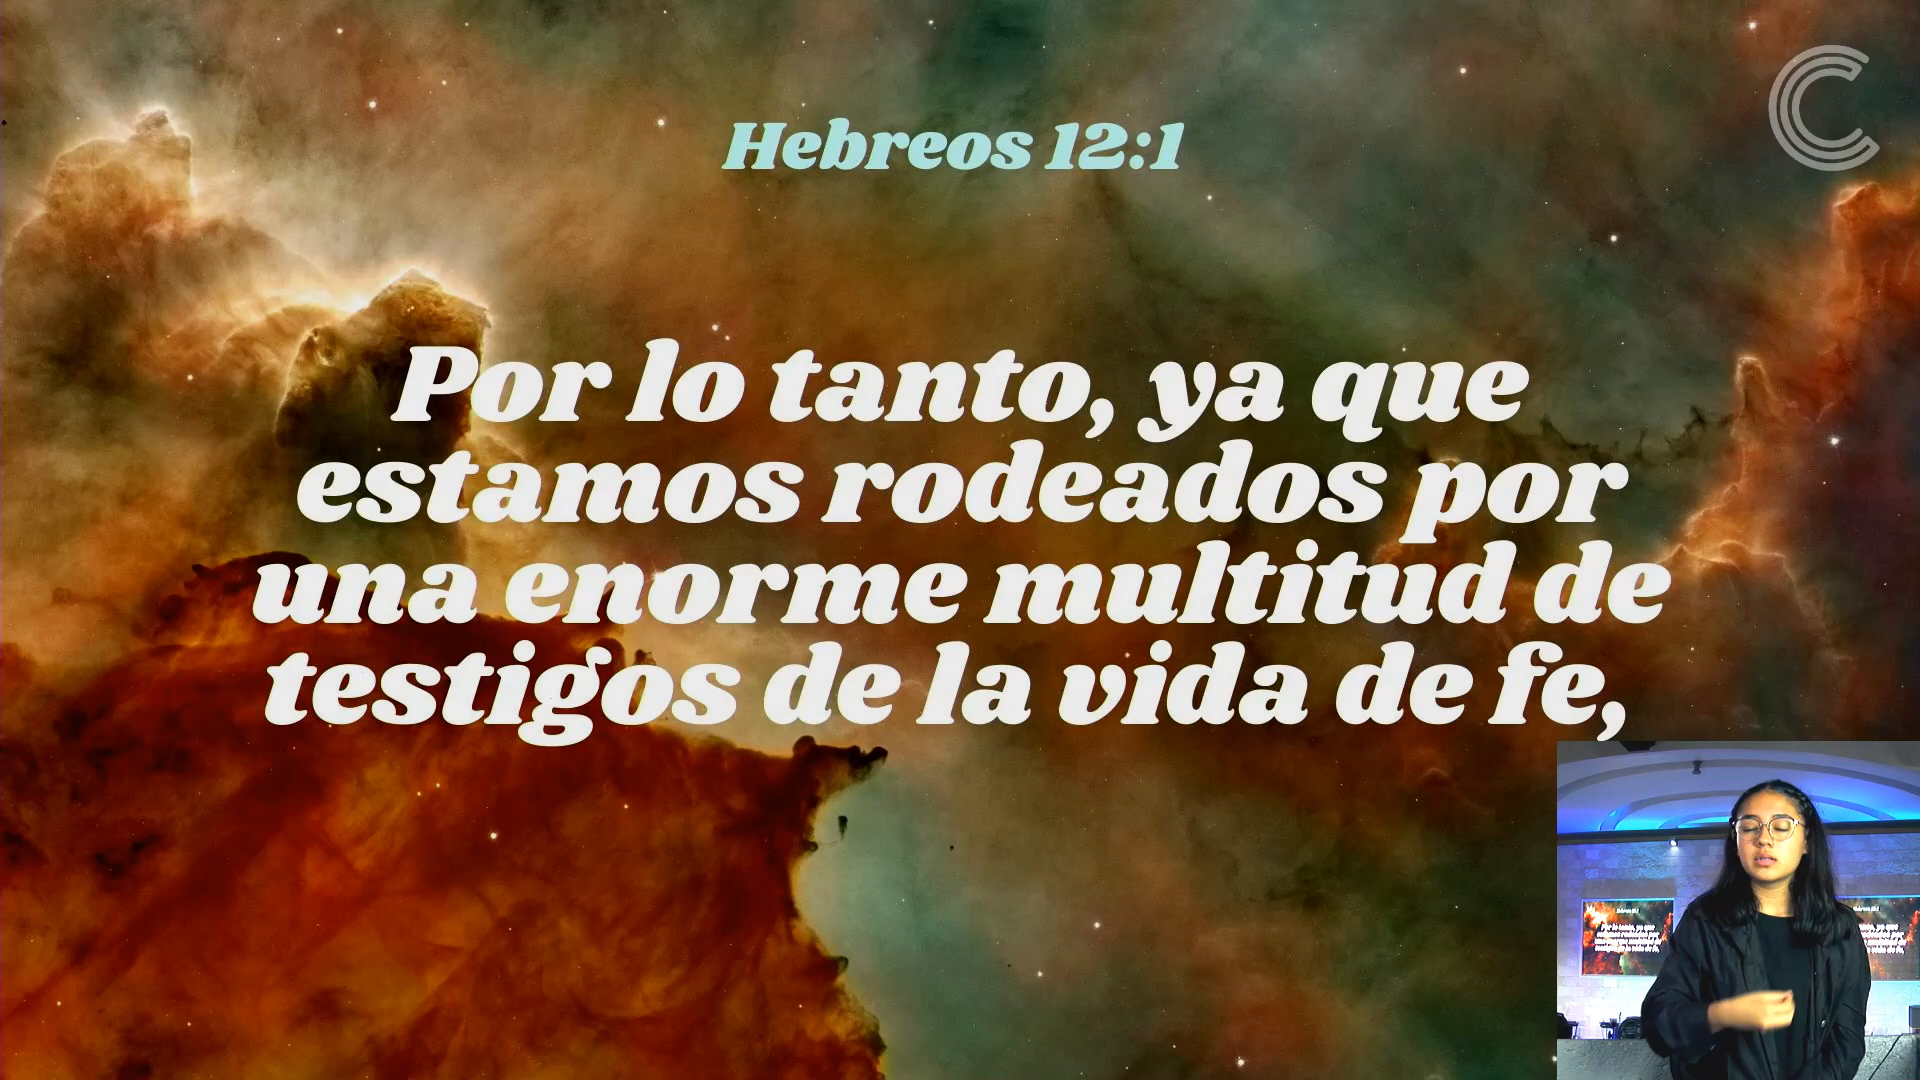 Hebreos 12:1
Por lo tanto, ya que
estamos rodeados por
una enorme multitud de
testigos de la vida de fe,